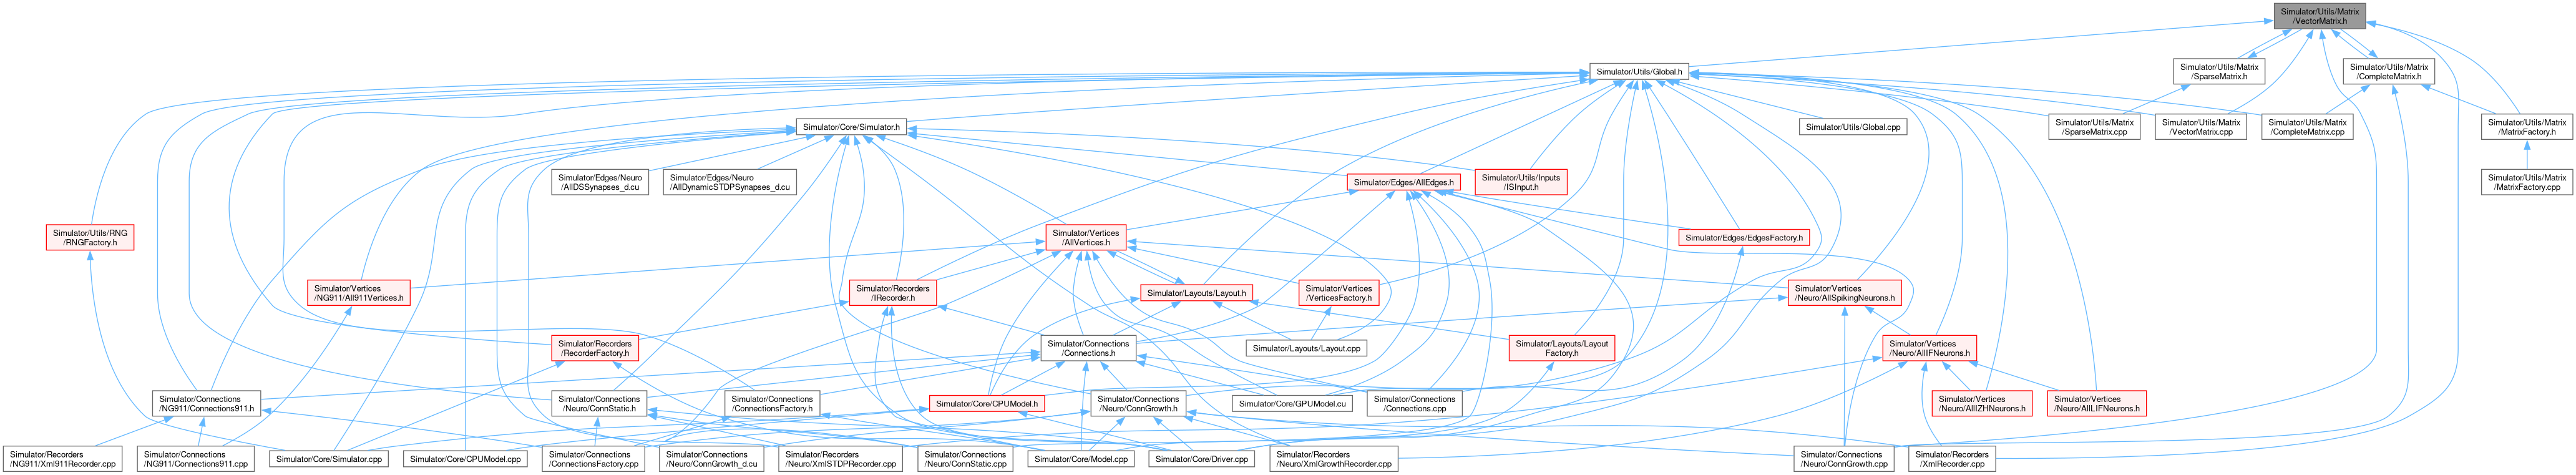 Simulator/Utils/Matrix
/VectorMatrix.h
Simulator/Utils/Global.h
Simulator/Utils/Matrix
/SparseMatrix.h
Simulator/Utils/Matrix
/CompleteMatrix.h
Simulator/Core/Simulator.h
Simulator/Utils/Global.cpp
Simulator/Utils/Matrix
/SparseMatrix.cpp
Simulator/Utils/Matrix
/VectorMatrix.cpp
Simulator/Utils/Matrix
/CompleteMatrix.cpp
Simulator/Utils/Matrix
/MatrixFactory.h
Simulator/Edges/Neuro
/AllDSSynapses_d.cu
Simulator/Edges/Neuro
/AllDynamicSTDPSynapses_d.cu
Simulator/Edges/AllEdges.h
Simulator/Utils/Inputs
/ISInput.h
Simulator/Utils/Matrix
/MatrixFactory.cpp
Simulator/Utils/RNG
/RNGFactory.h
Simulator/Vertices
/AllVertices.h
Simulator/Edges/EdgesFactory.h
Simulator/Vertices
/NG911/All911Vertices.h
Simulator/Recorders
/IRecorder.h
Simulator/Layouts/Layout.h
Simulator/Vertices
/VerticesFactory.h
Simulator/Vertices
/Neuro/AllSpikingNeurons.h
Simulator/Recorders
/RecorderFactory.h
Simulator/Connections
/Connections.h
Simulator/Layouts/Layout.cpp
Simulator/Layouts/Layout
Factory.h
Simulator/Vertices
/Neuro/AllIFNeurons.h
Simulator/Connections
/NG911/Connections911.h
Simulator/Connections
/Neuro/ConnStatic.h
Simulator/Connections
/ConnectionsFactory.h
Simulator/Core/CPUModel.h
Simulator/Connections
/Neuro/ConnGrowth.h
Simulator/Core/GPUModel.cu
Simulator/Connections
/Connections.cpp
Simulator/Vertices
/Neuro/AllIZHNeurons.h
Simulator/Vertices
/Neuro/AllLIFNeurons.h
Simulator/Recorders
/NG911/Xml911Recorder.cpp
Simulator/Connections
/NG911/Connections911.cpp
Simulator/Core/Simulator.cpp
Simulator/Core/CPUModel.cpp
Simulator/Connections
/ConnectionsFactory.cpp
Simulator/Connections
/Neuro/ConnGrowth_d.cu
Simulator/Recorders
/Neuro/XmlSTDPRecorder.cpp
Simulator/Connections
/Neuro/ConnStatic.cpp
Simulator/Core/Model.cpp
Simulator/Core/Driver.cpp
Simulator/Recorders
/Neuro/XmlGrowthRecorder.cpp
Simulator/Connections
/Neuro/ConnGrowth.cpp
Simulator/Recorders
/XmlRecorder.cpp